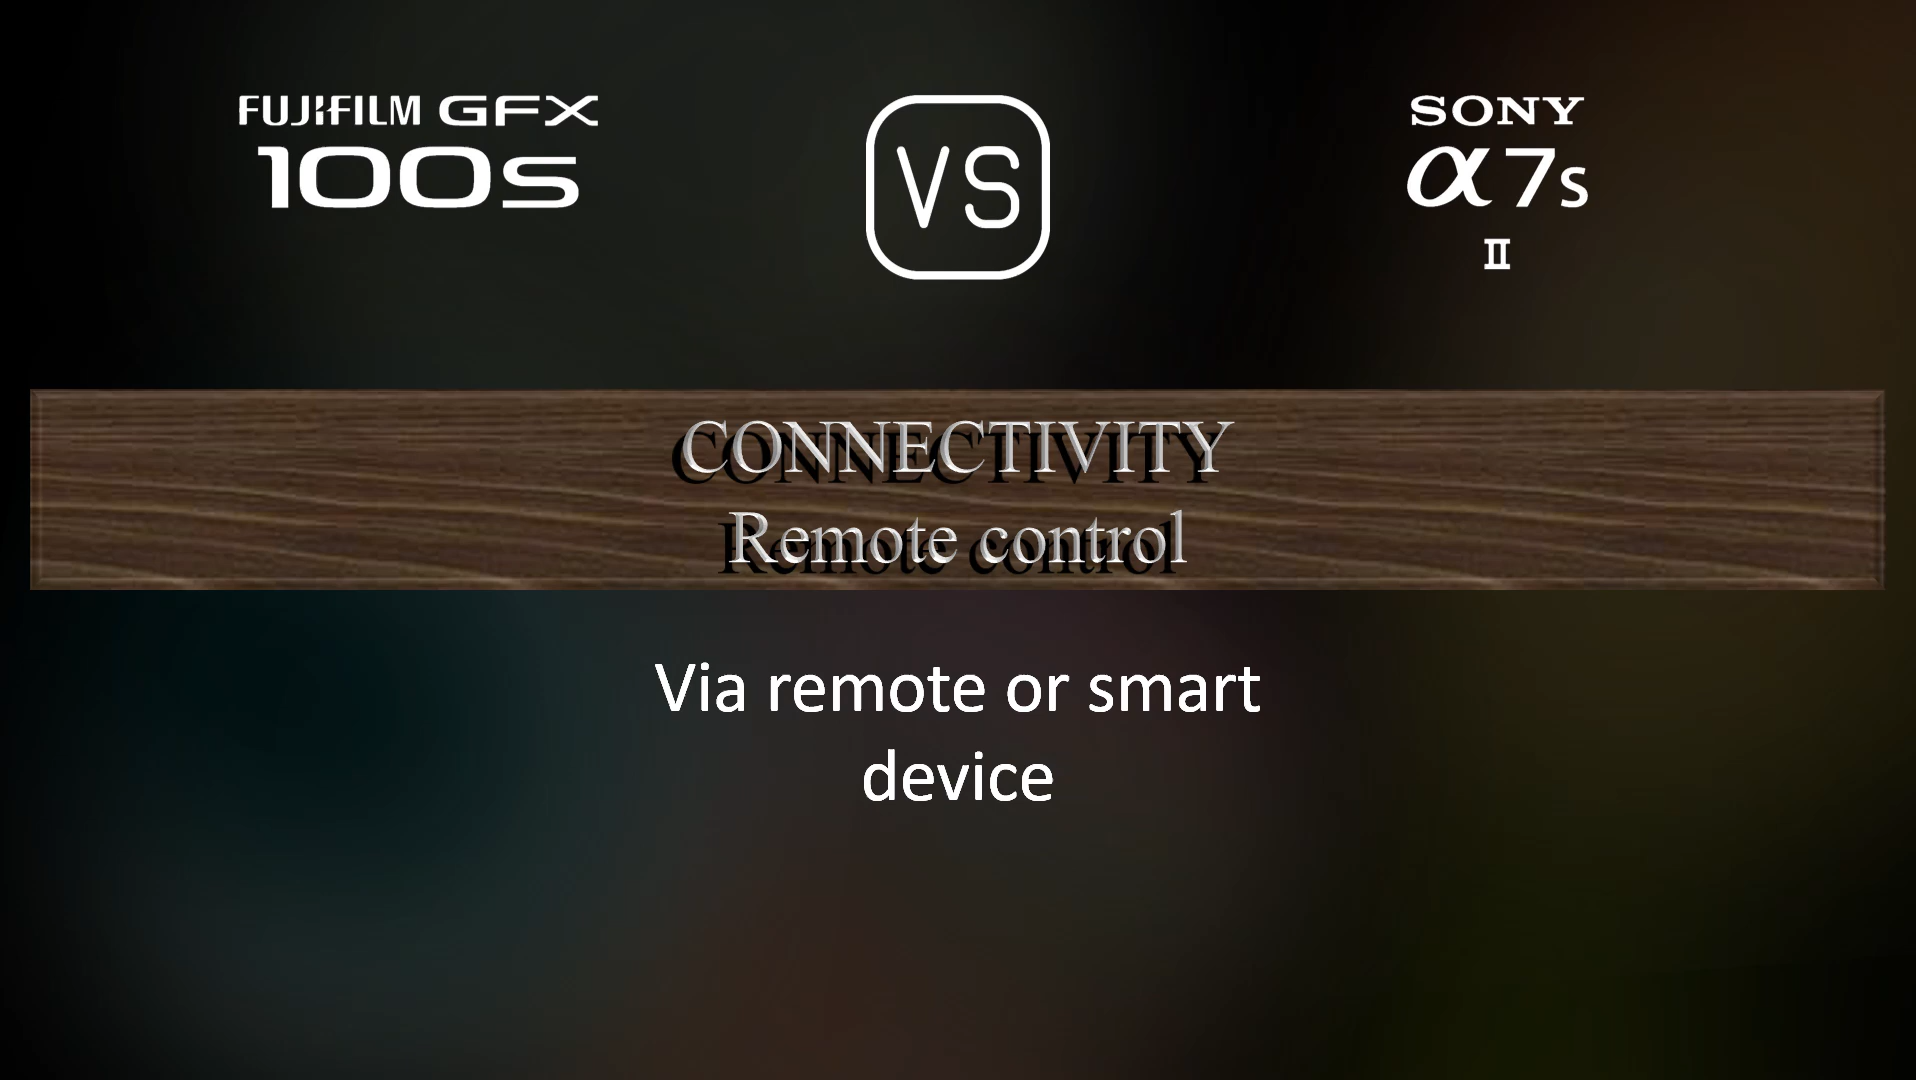 FUJIFILM GFX
100S
VS
SONY
α7s
II
CONNECTIVITY
Remote control
Via remote or smart
device